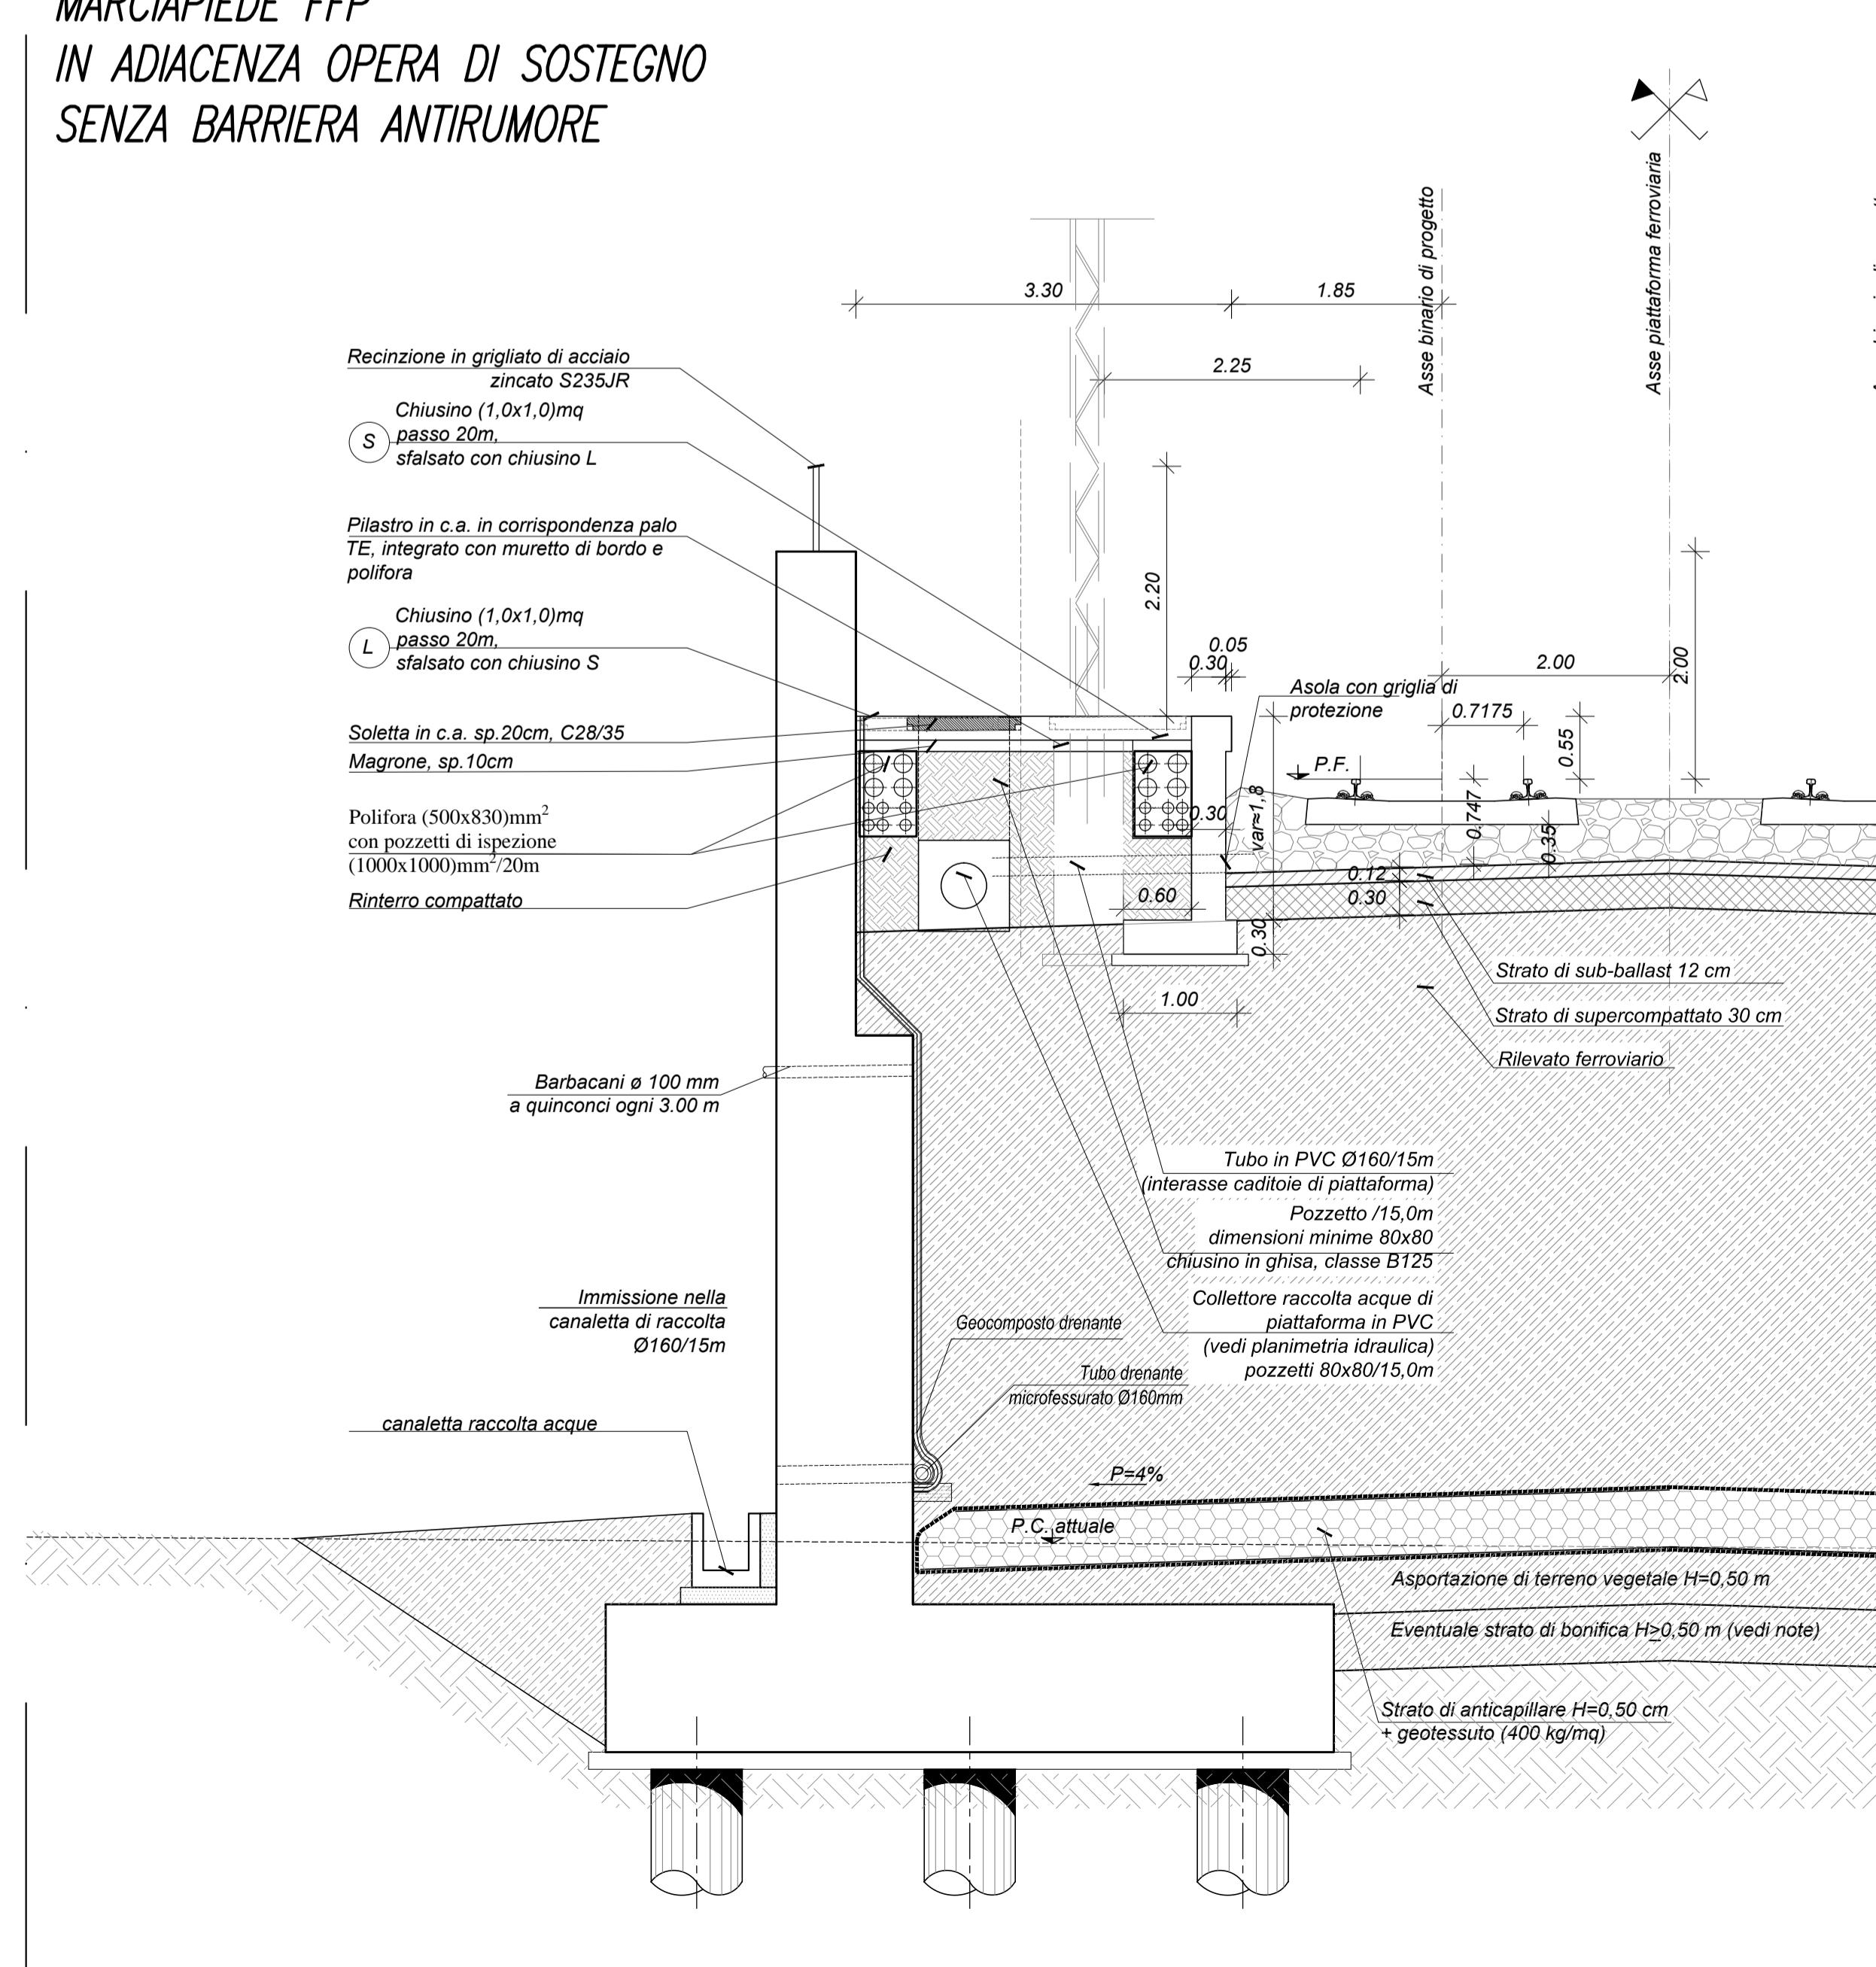 MARCIAPIEDE FFP
IN ADIACENZA OPERA DI SOSTEGNO
SENZA BARRIERA ANTIRUMORE
Asse binario di progetto
Asse piattaforma ferroviaria
3.30
1.85
2.25
Recinzione in grigliato di acciaio
zincato S235JR
S
Chiusino (1,0x1,0)mq
passo 20m,
sfalsato con chiusino L
Pilastro in c.a. in corrispondenza palo
TE, integrato con muretto di bordo e
polifora
L
Chiusino (1,0x1,0)mq
passo 20m,
sfalsato con chiusino S
Soletta in c.a. sp.20cm, C28/35
Magrone, sp.10cm
Polifora (500x830)mm²
con pozzetti di ispezione
(1000x1000)mm²/20m
Rinterro compattato
2.20
0.05
0.30
Asola con griglia di
protezione
2.00
2.00
0.7175
0.55
P.F.
0.747
0.35
0.30
var≈1,8
0.12
0.30
0.60
0.30
1.00
Strato di sub-ballast 12 cm
Strato di supercompattato 30 cm
Rilevato ferroviario
Barbacani ø 100 mm
a quinconci ogni 3.00 m
Tubo in PVC Ø160/15m
(interasse caditoie di piattaforma)
Pozzetto /15,0m
dimensioni minime 80x80
chiusino in ghisa, classe B125
Collettore raccolta acque di
piattaforma in PVC
(vedi planimetria idraulica)
pozzetti 80x80/15,0m
Immissione nella
canaletta di raccolta
Ø160/15m
Geocomposto drenante
Tubo drenante
microfessurato Ø160mm
canaletta raccolta acque
P=4%
P.C. attuale
Asportazione di terreno vegetale H=0,50 m
Eventuale strato di bonifica H≥0,50 m (vedi note)
Strato di anticapillare H=0,50 cm
+ geotessuto (400 kg/mq)